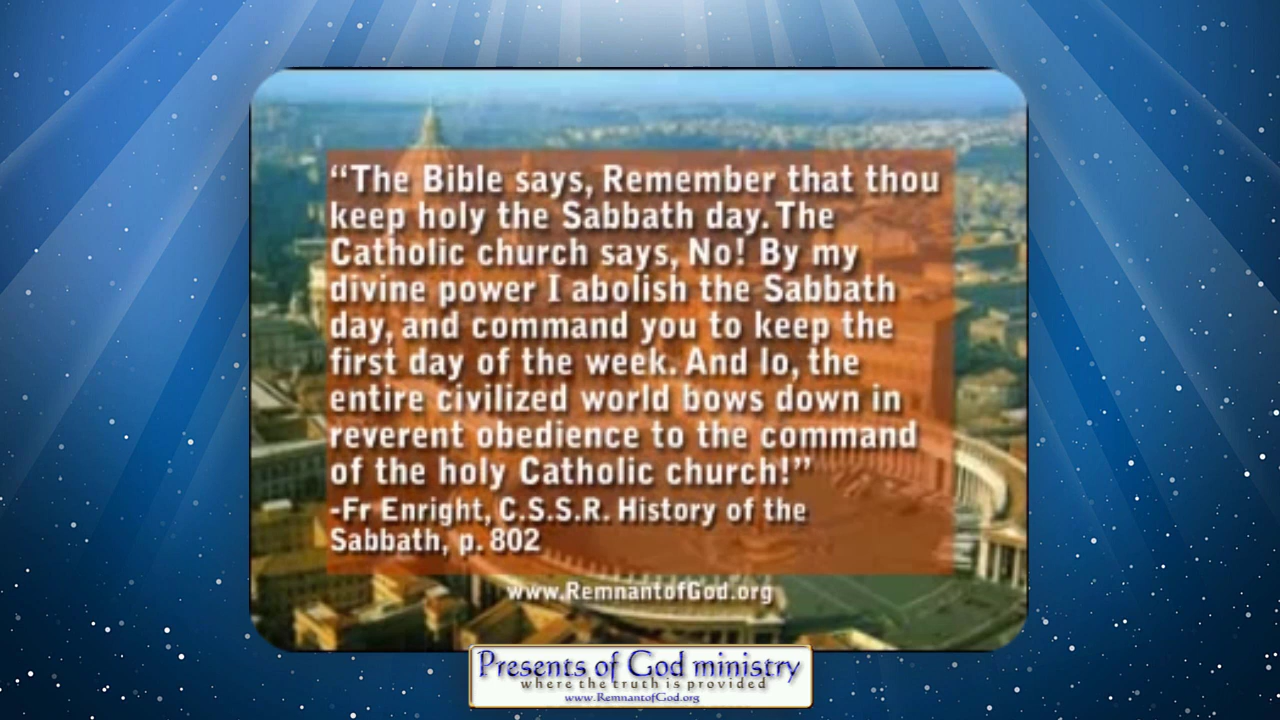 “The Bible says, Remember that thou
keep holy the Sabbath day. The
Catholic church says, No! By my
divine power I abolish the Sabbath
day, and command you to keep the
first day of the week. And lo, the
entire civilized world bows down in
reverent obedience to the command
of the holy Catholic church!”
-Fr Enright, C.S.S.R. History of the
Sabbath, p. 802
www.RemnantofGod.org
Presents of God ministry
where the truth is provided
www.RemnantofGod.org